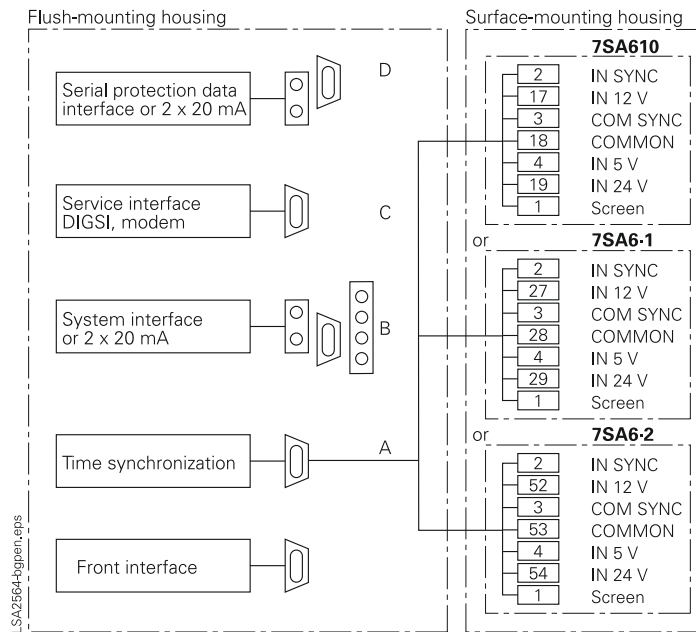 Flush-mounting housing
Serial protection data
interface or 2 x 20 mA
D
Service interface
DIGSI, modem
C
System interface
or 2 x 20 mA
B
Time synchronization
A
Front interface
LSA2564-bgpen.eps
Surface-mounting housing
7SA610
2 IN SYNC
17 IN 12 V
3 COM SYNC
18 COMMON
4 IN 5 V
19 IN 24 V
1 Screen
or 7SA6·1
2 IN SYNC
27 IN 12 V
3 COM SYNC
28 COMMON
4 IN 5 V
29 IN 24 V
1 Screen
or 7SA6·2
2 IN SYNC
52 IN 12 V
3 COM SYNC
53 COMMON
4 IN 5 V
54 IN 24 V
1 Screen